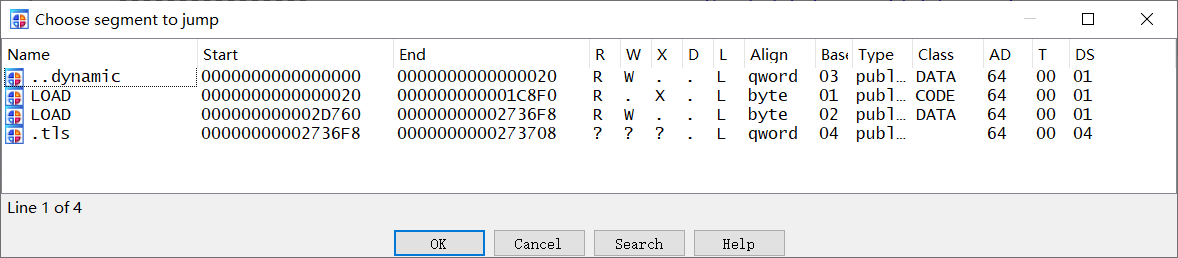 Choose segment to jump
Name Start End R W X D L Align Base Type Class AD T DS
..dynamic 0000000000000000 0000000000000020 R W . . L qword 03 publ… DATA 64 00 01
LOAD 0000000000000020 000000000001C8F0 R . X . L byte 01 publ… CODE 64 00 01
LOAD 000000000002D760 00000000002736F8 R W . . L byte 02 publ… DATA 64 00 01
.tls 00000000002736F8 0000000000273708 ? ? ? . L qword 00 publ… 64 00 04
Line 1 of 4
OK Cancel Search Help